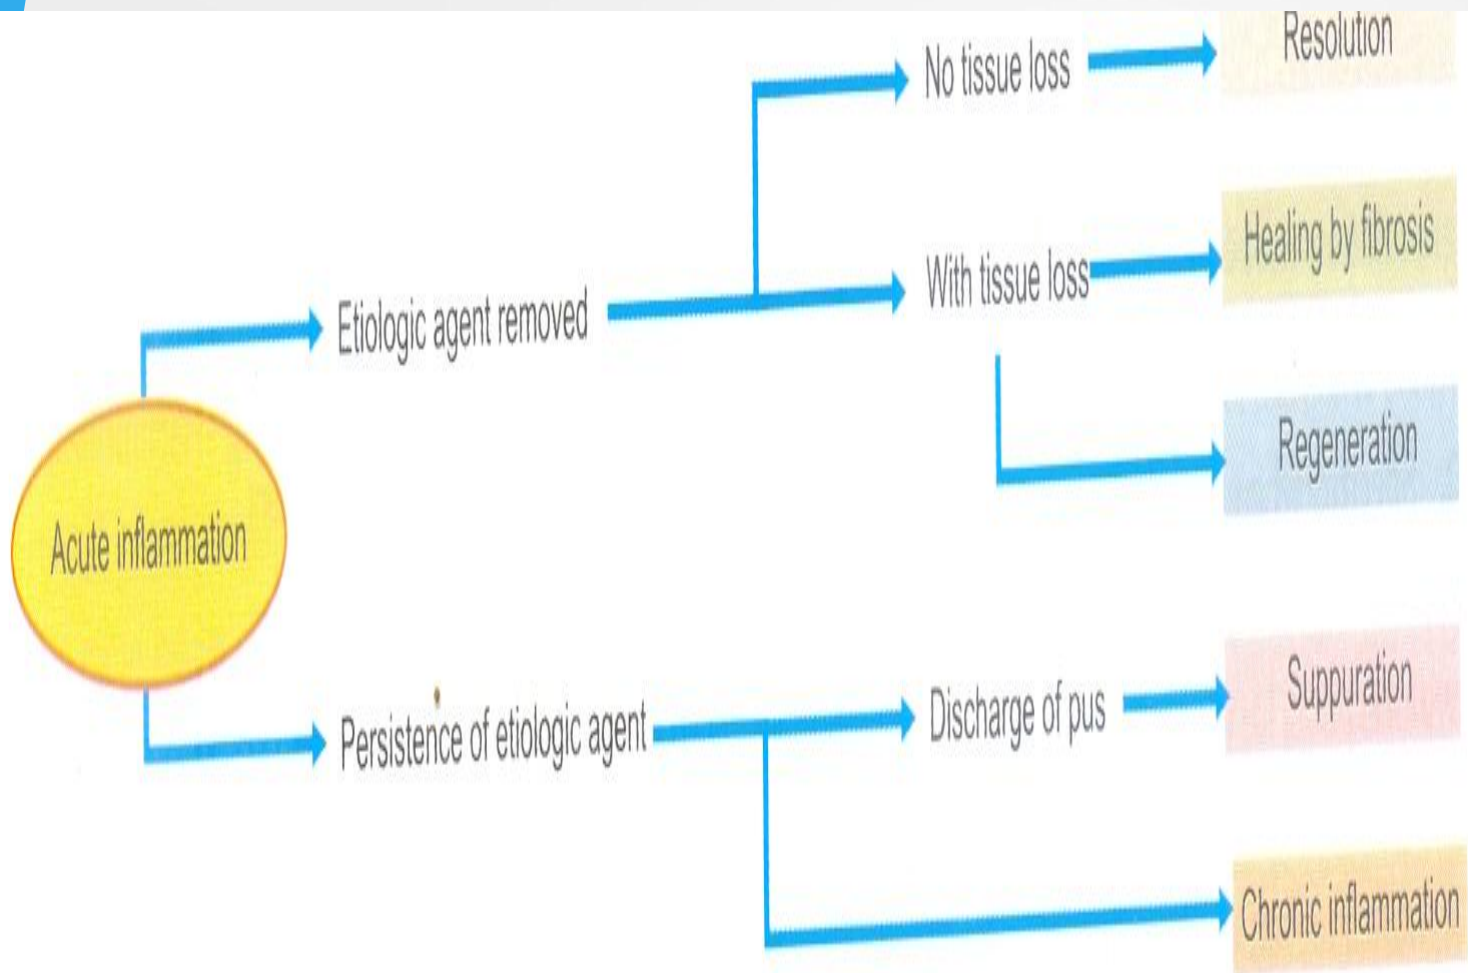 No tissue loss
Resolution
With tissue loss
Healing by fibrosis
Etiologic agent removed
Regeneration
Acute inflammation
Persistence of etiologic agent
Discharge of pus
Suppuration
Chronic inflammation